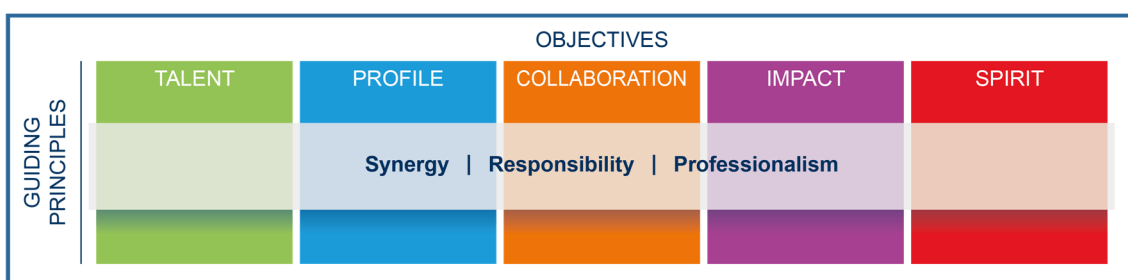 OBJECTIVES
TALENT
PROFILE
COLLABORATION
IMPACT
SPIRIT
GUIDING
PRINCIPLES
Synergy | Responsibility | Professionalism